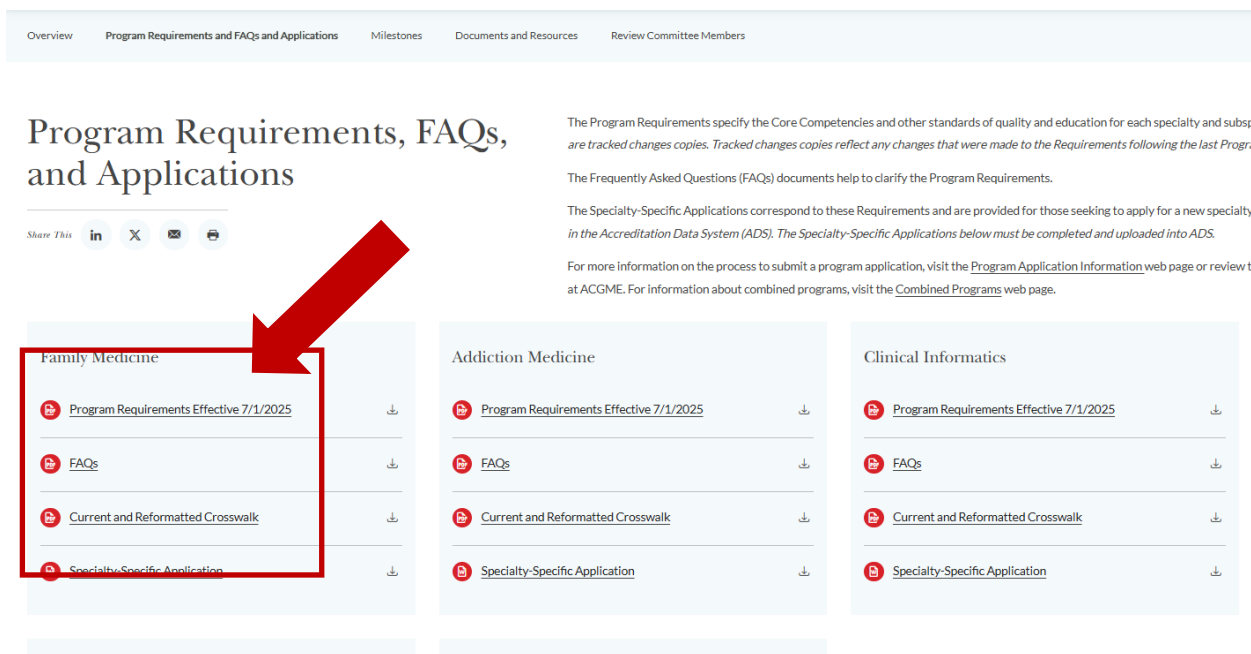 Overview Program Requirements and FAQs and Applications Milestones Documents and Resources Review Committee Members
Program Requirements, FAQs,
and Applications
Share This
The Program Requirements specify the Core Competencies and other standards of quality and education for each specialty and subsp
are tracked changes copies. Tracked changes copies reflect any changes that were made to the Requirements following the last Progra
The Frequently Asked Questions (FAQs) documents help to clarify the Program Requirements.
The Specialty-Specific Applications correspond to these Requirements and are provided for those seeking to apply for a new specialty
in the Accreditation Data System (ADS). The Specialty-Specific Applications below must be completed and uploaded into ADS.
For more information on the process to submit a program application, visit the Program Application Information web page or review t
at ACGME. For information about combined programs, visit the Combined Programs web page.
Family Medicine
Program Requirements Effective 7/1/2025
FAQs
Current and Reformatted Crosswalk
Specialty-Specific Application
Addiction Medicine
Program Requirements Effective 7/1/2025
FAQs
Current and Reformatted Crosswalk
Specialty-Specific Application
Clinical Informatics
Program Requirements Effective 7/1/2025
FAQs
Current and Reformatted Crosswalk
Specialty-Specific Application